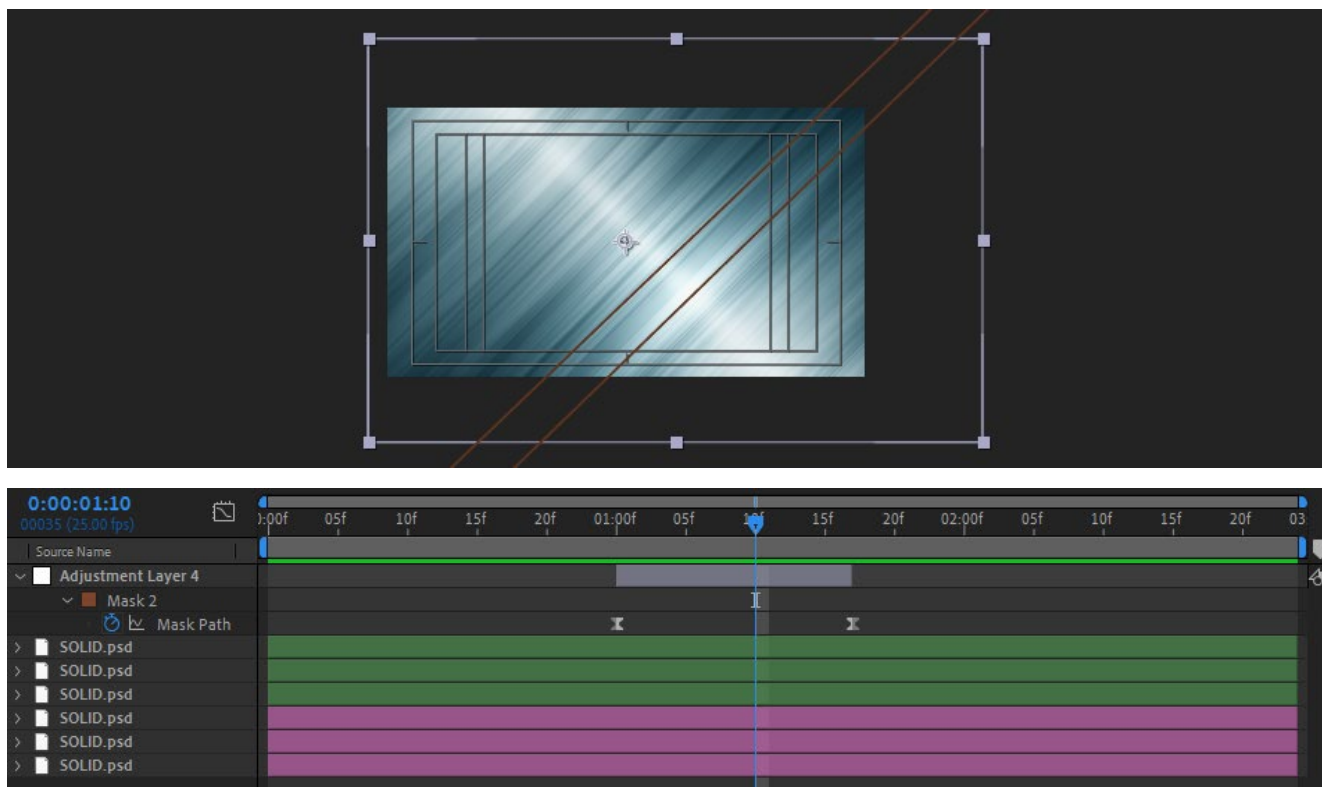 0:00:01:10
00035 (25.00 fps)
):00f 05f 10f 15f 20f 01:00f 05f 15f 20f 02:00f 05f 10f 15f 20f 03
Source Name
Adjustment Layer 4
Mask 2
Mask Path
SOLID.psd
SOLID.psd
SOLID.psd
SOLID.psd
SOLID.psd
SOLID.psd